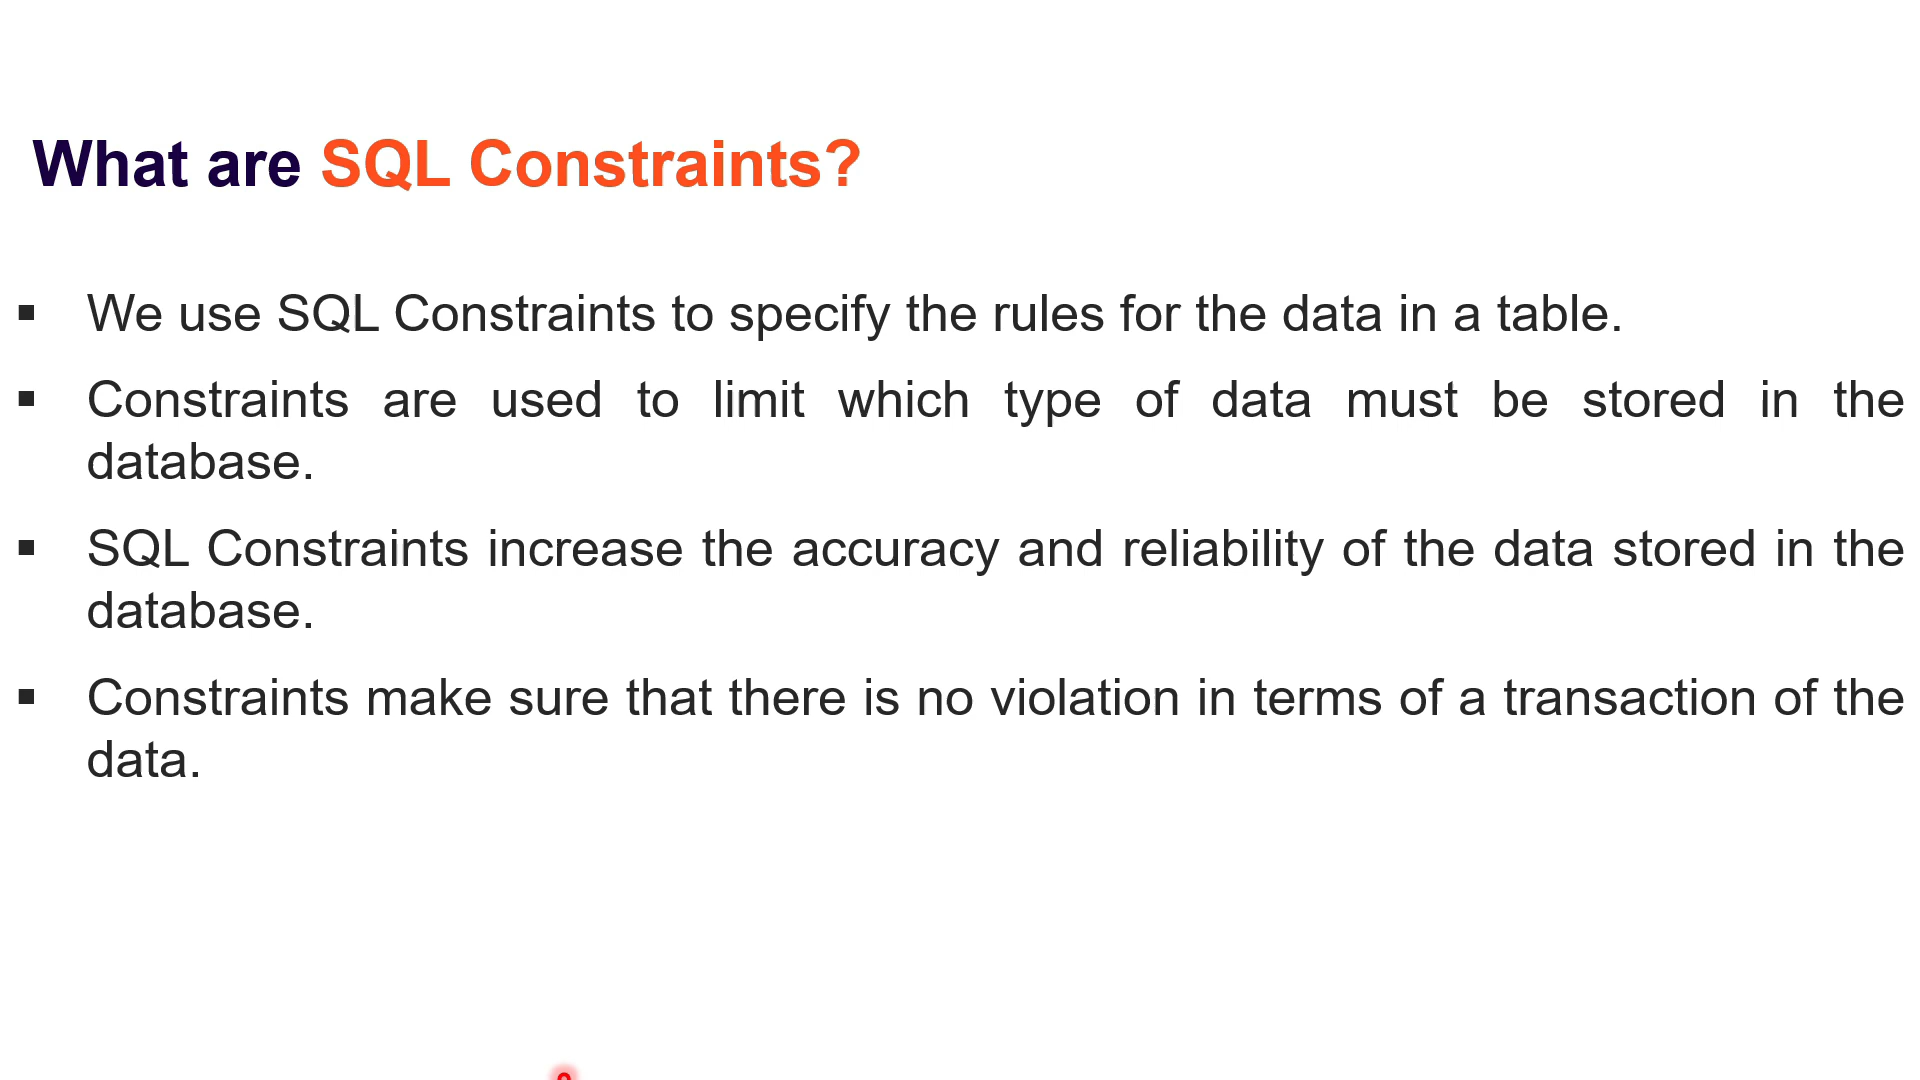 What are SQL Constraints?
▪ We use SQL Constraints to specify the rules for the data in a table.
▪ Constraints are used to limit which type of data must be stored in the
database.
▪ SQL Constraints increase the accuracy and reliability of the data stored in the
database.
▪ Constraints make sure that there is no violation in terms of a transaction of the
data.